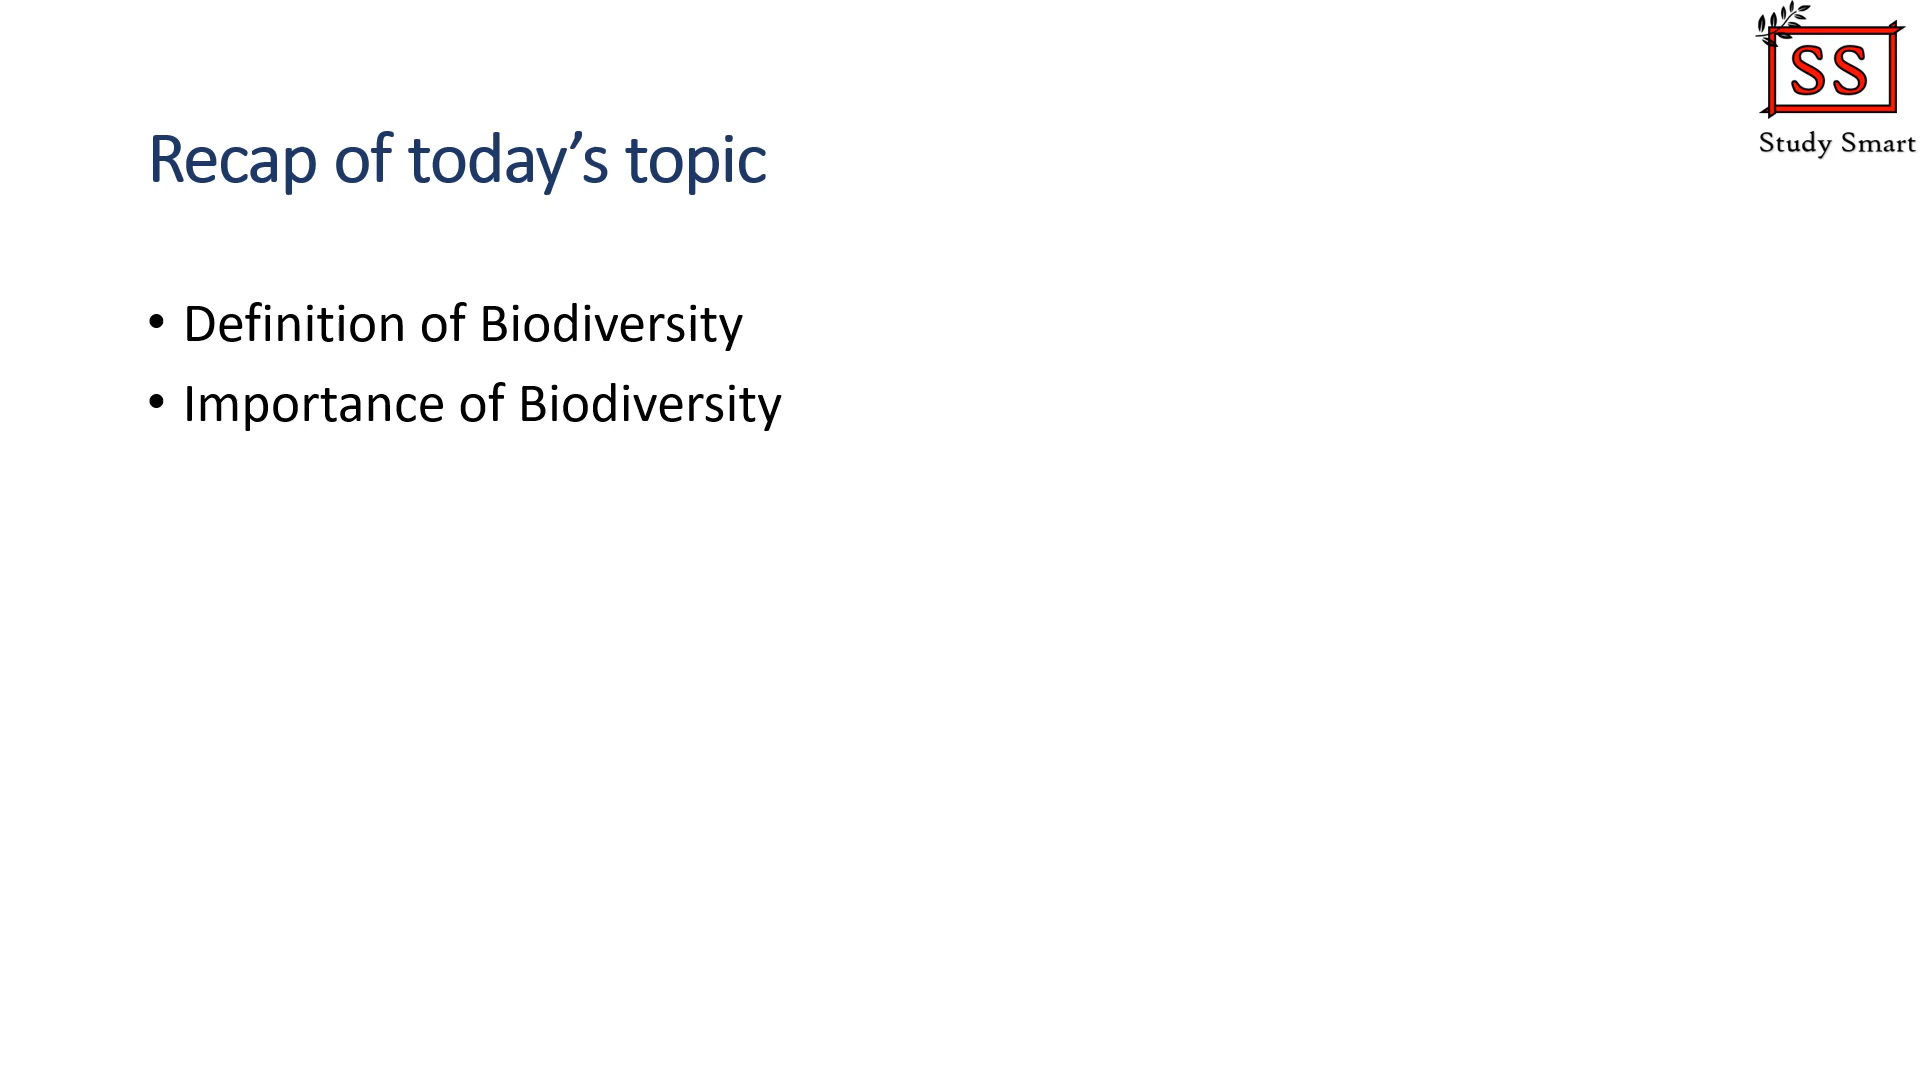 SS
Study Smart
Recap of today’s topic
• Definition of Biodiversity
• Importance of Biodiversity